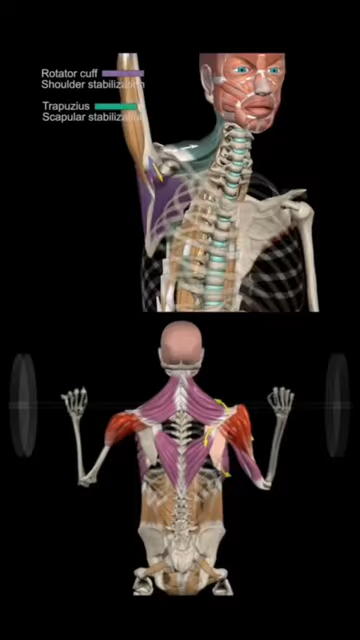 Rotator cuff
Shoulder stabilization
Trapuzius
Scapular stabilization